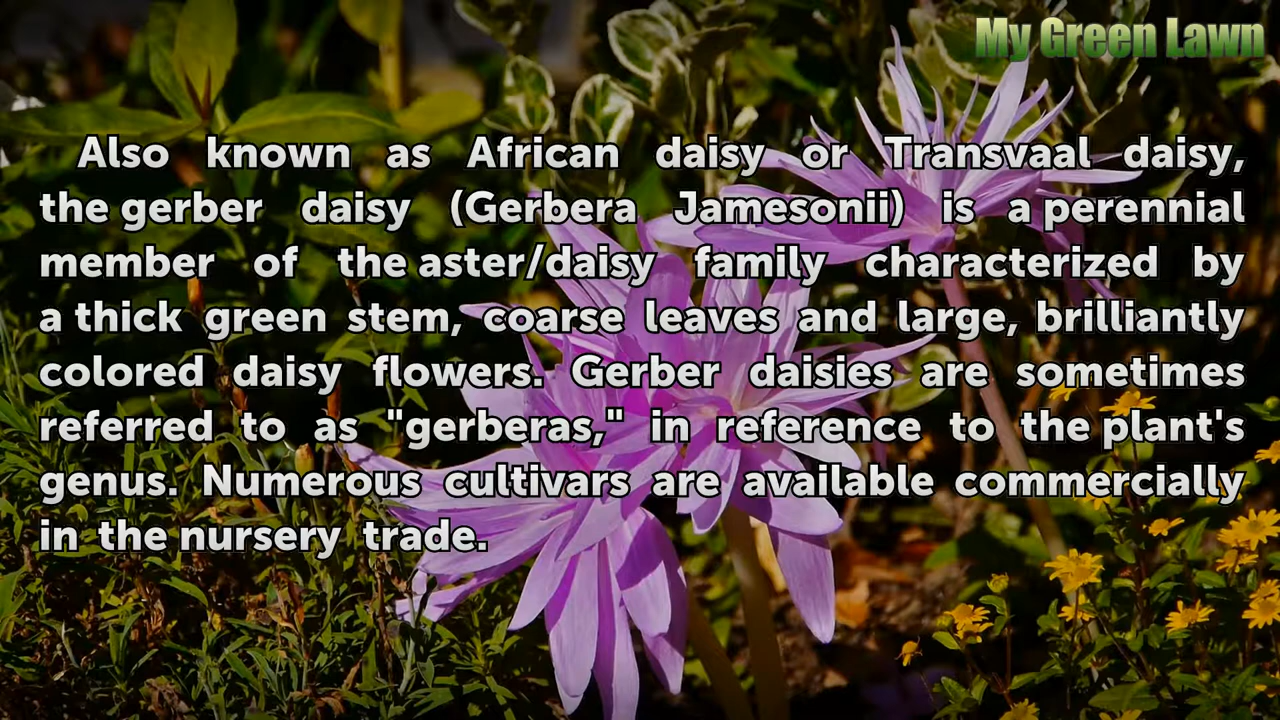 My Green Lawn
Also known as African daisy or Transvaal daisy,
the gerber daisy (Gerbera Jamesonii) is a perennial
member of the aster/daisy family characterized by
a thick green stem, coarse leaves and large, brilliantly
colored daisy flowers. Gerber daisies are sometimes
referred to as "gerberas," in reference to the plant's
genus. Numerous cultivars are available commercially
in the nursery trade.